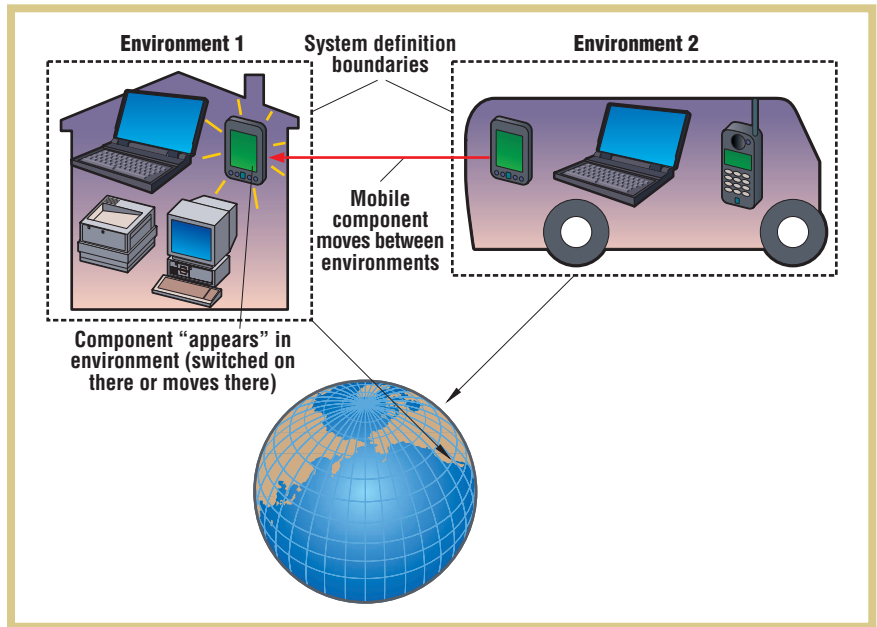 Environment 1
System definition
boundaries
Environment 2
Mobile
component
moves between
environments
Component “appears” in
environment (switched on
there or moves there)